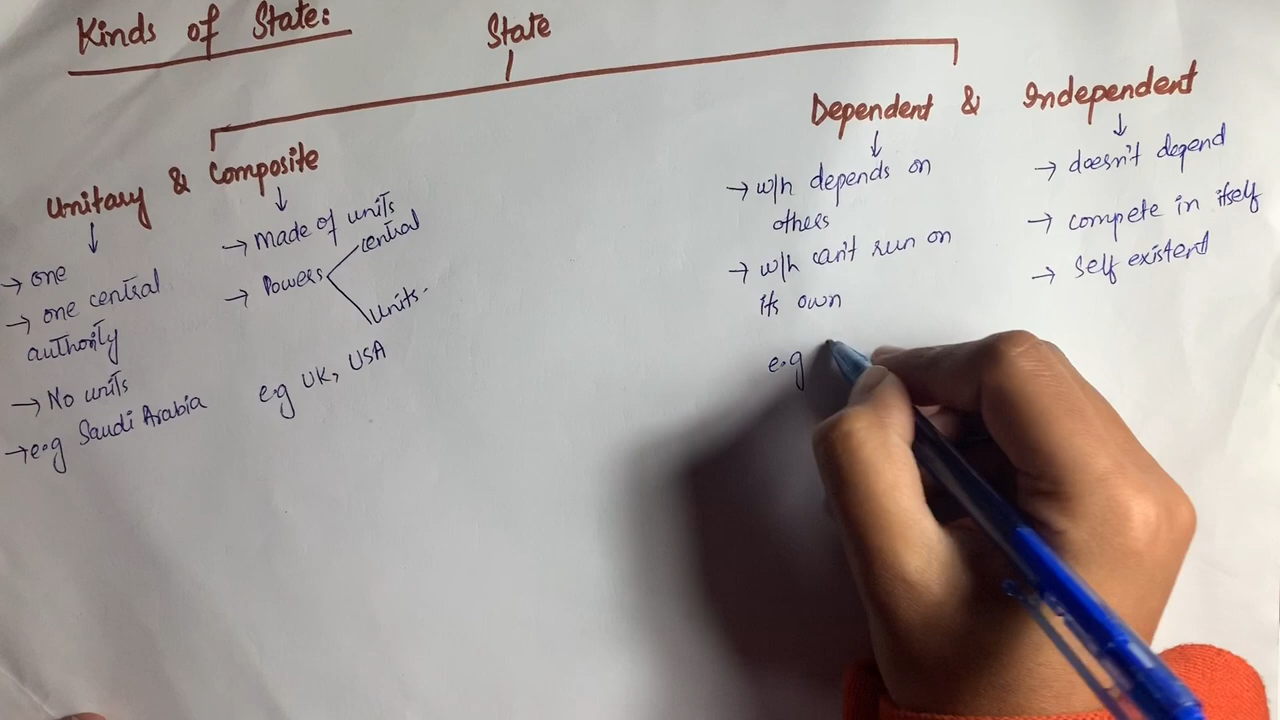 Kinds of State:
State
Unitary & Composite
→ one
→ one central
authority
→ No units
→ e.g Saudi Arabia
→ Made of units
→ Powers
central
units.
eg UK, USA
Dependent & Independent
→ w/h depends on
others
→ w/h can't run on
its own
e.g
→ doesn't depend
→ compete in itself
→ Self existent